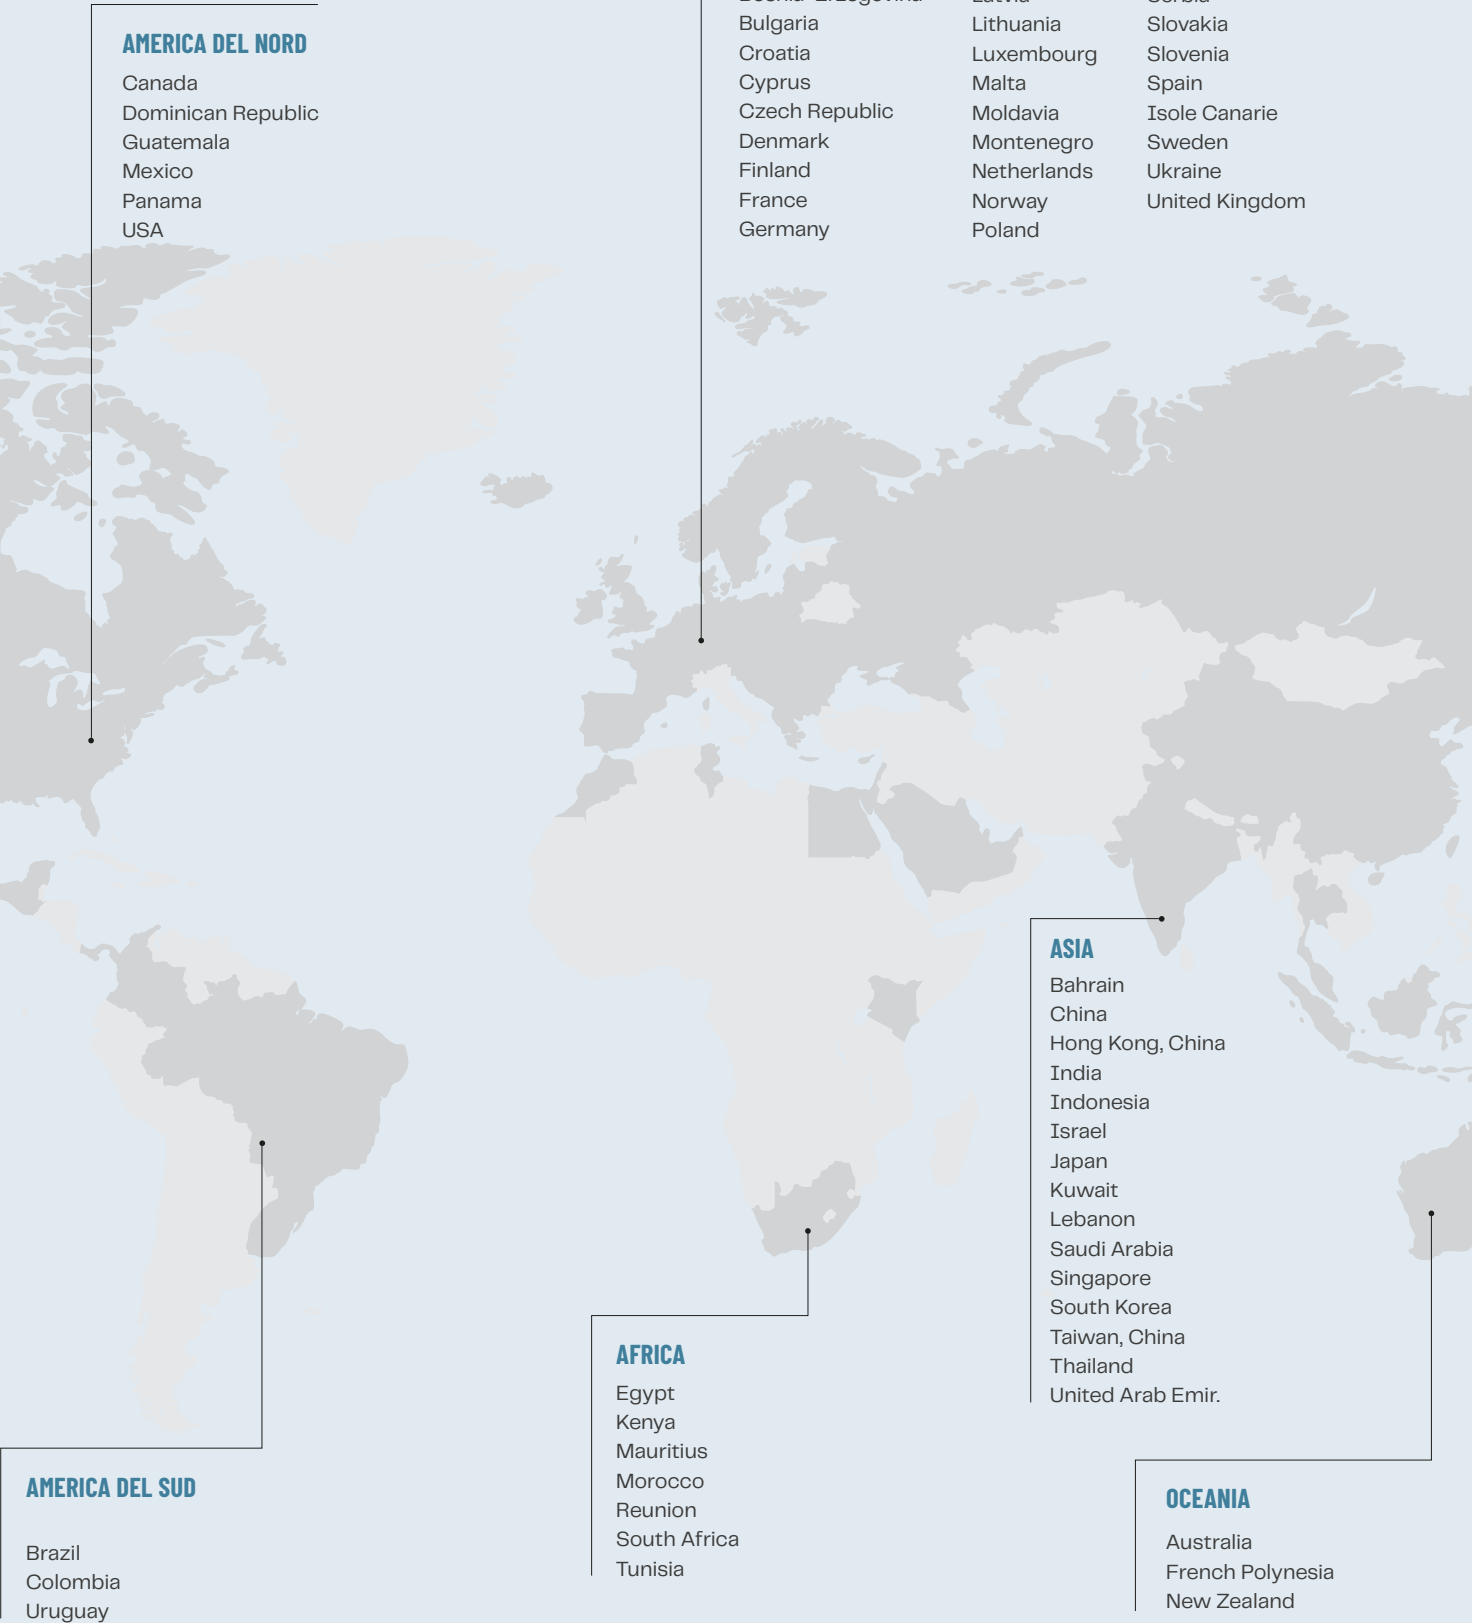 AMERICA DEL NORD
Canada
Dominican Republic
Guatemala
Mexico
Panama
USA
Bulgaria
Croatia
Cyprus
Czech Republic
Denmark
Finland
France
Germany
Lithuania
Luxembourg
Malta
Moldavia
Montenegro
Netherlands
Norway
Poland
Slovakia
Slovenia
Spain
Isole Canarie
Sweden
Ukraine
United Kingdom
ASIA
Bahrain
China
Hong Kong, China
India
Indonesia
Israel
Japan
Kuwait
Lebanon
Saudi Arabia
Singapore
South Korea
Taiwan, China
Thailand
United Arab Emir.
AFRICA
Egypt
Kenya
Mauritius
Morocco
Reunion
South Africa
Tunisia
AMERICA DEL SUD
Brazil
Colombia
Uruguay
OCEANIA
Australia
French Polynesia
New Zealand